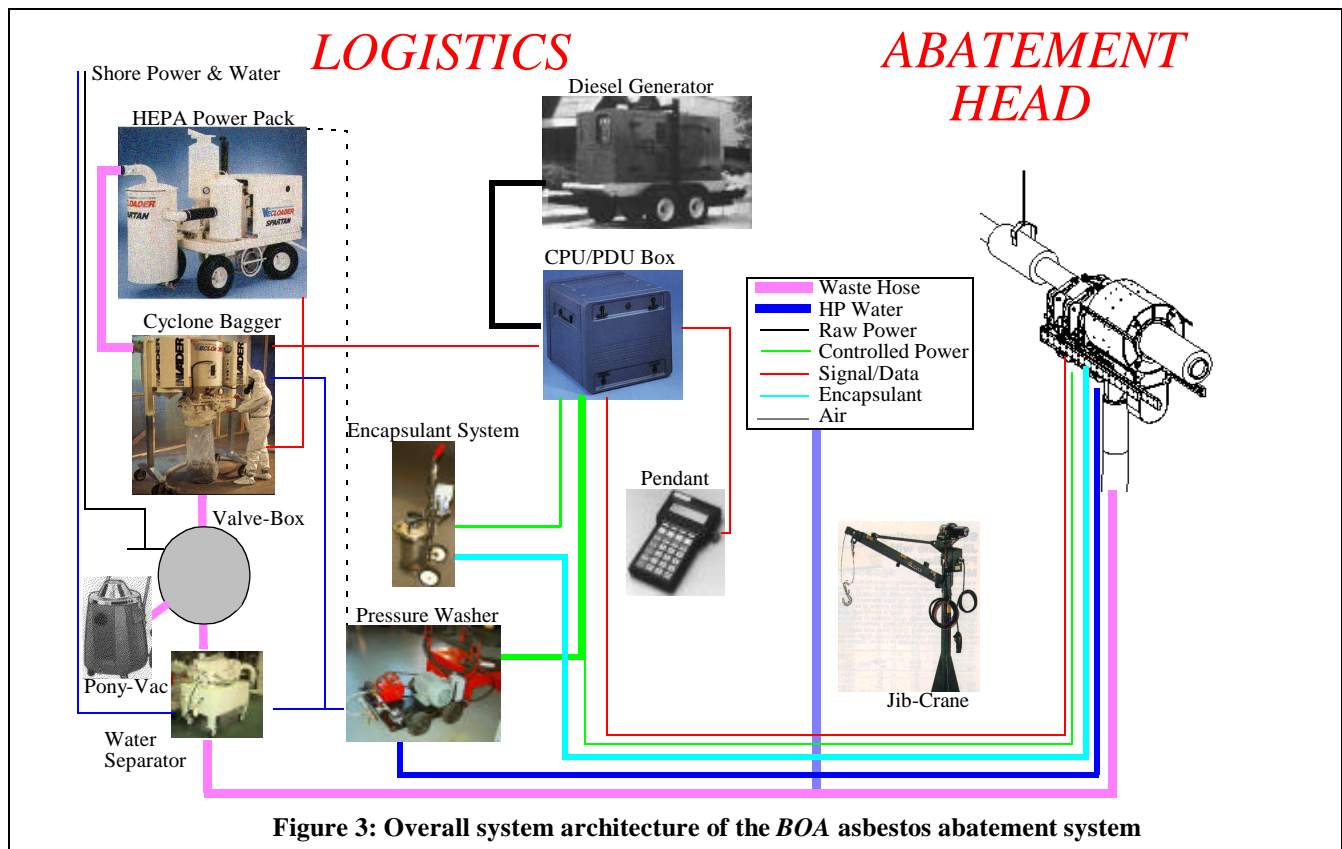 LOGISTICS
ABATEMENT
HEAD
Shore Power & Water
Diesel Generator
HEPA Power Pack
VECLOADER
SPARTAN
CPU/PDU Box
Waste Hose
HP Water
Raw Power
Controlled Power
Signal/Data
Encapsulant
Air
Cyclone Bagger
Encapsulant System
Pendant
Valve-Box
Pressure Washer
Pony-Vac
Jib-Crane
Water
Separator
Figure 3: Overall system architecture of the BOA asbestos abatement system